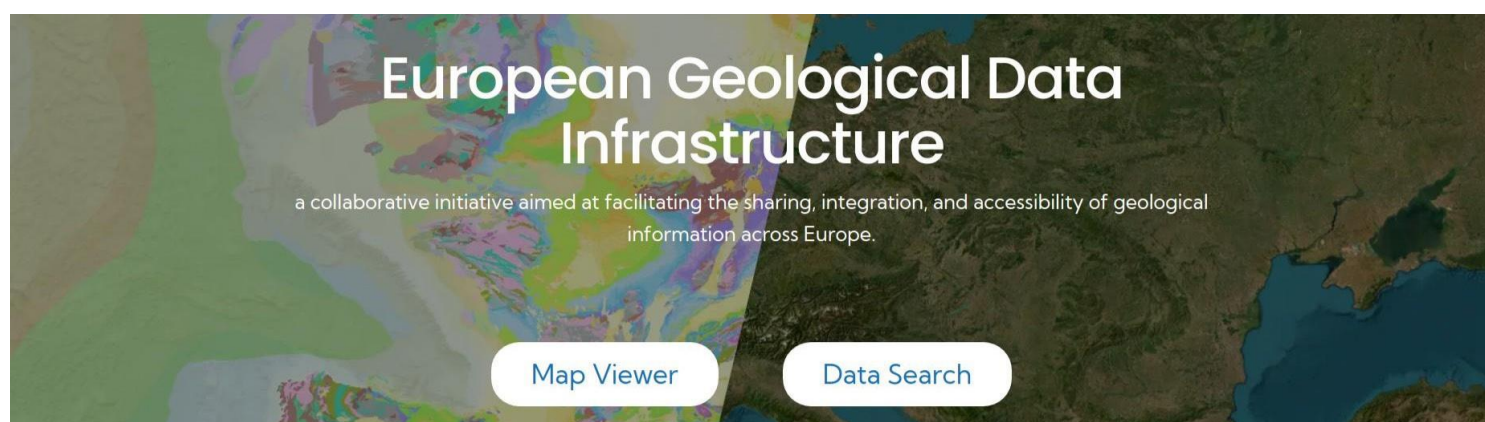 European Geological Data
Infrastructure
a collaborative initiative aimed at facilitating the sharing, integration, and accessibility of geological
information across Europe.
Map Viewer
Data Search